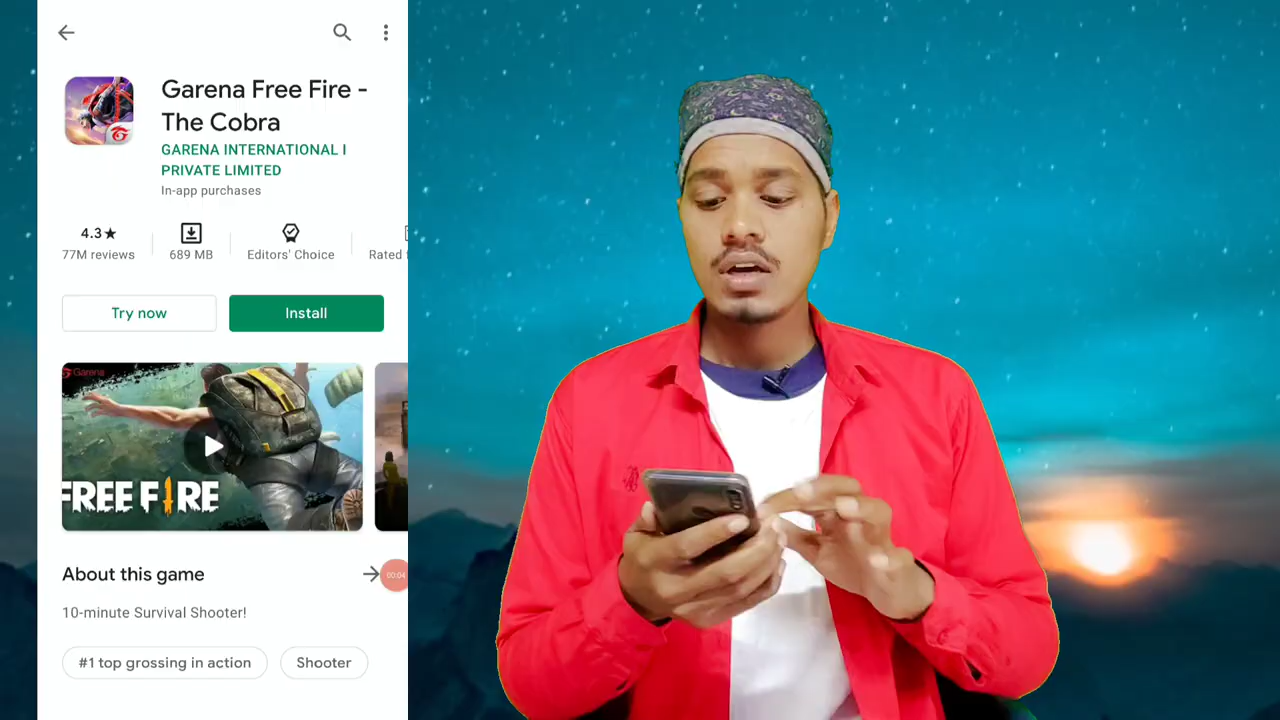 Garena Free Fire -
The Cobra
GARENA INTERNATIONAL I
PRIVATE LIMITED
In-app purchases
4.3★
77M reviews
689 MB
Editors' Choice
Rated
Try now
Install
Garena
FREE FIRE
About this game
00:04
10-minute Survival Shooter!
#1 top grossing in action
Shooter